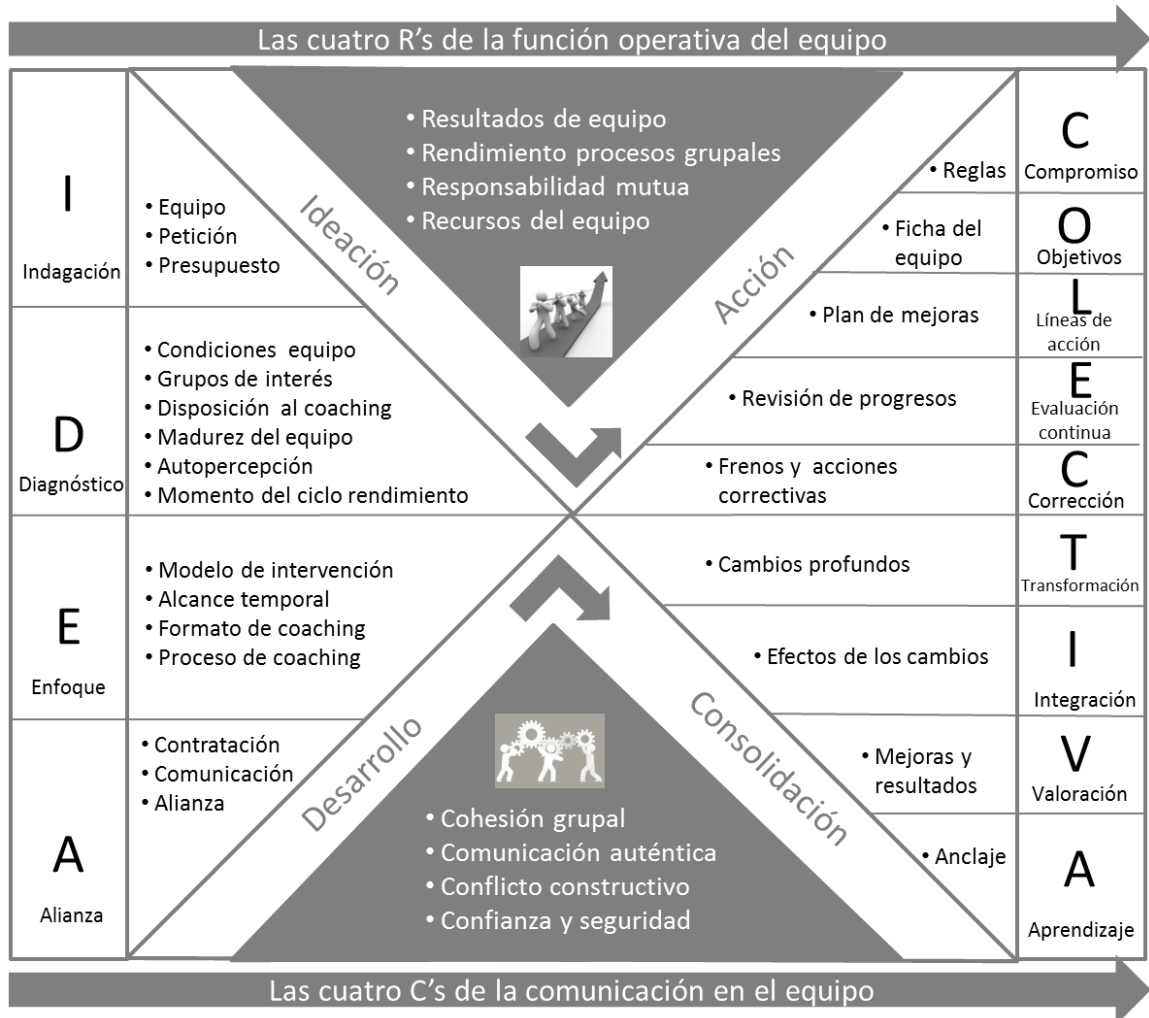 Las cuatro R’s de la función operativa del equipo
I
Indagación
• Equipo
• Petición
• Presupuesto
D
Diagnóstico
• Condiciones equipo
• Grupos de interés
• Disposición al coaching
• Madurez del equipo
• Autopercepción
• Momento del ciclo rendimiento
E
Enfoque
• Modelo de intervención
• Alcance temporal
• Formato de coaching
• Proceso de coaching
A
Alianza
• Contratación
• Comunicación
• Alianza
Ideación
• Resultados de equipo
• Rendimiento procesos grupales
• Responsabilidad mutua
• Recursos del equipo
Acción
Desarrollo
• Cohesión grupal
• Comunicación auténtica
• Conflicto constructivo
• Confianza y seguridad
Consolidación
• Reglas
C
Compromiso
• Ficha del
equipo
O
Objetivos
• Plan de mejoras
L
Líneas de
acción
• Revisión de progresos
E
Evaluación
continua
• Frenos y acciones
correctivas
C
Corrección
• Cambios profundos
T
Transformación
• Efectos de los cambios
I
Integración
• Mejoras y
resultados
V
Valoración
• Anclaje
A
Aprendizaje
Las cuatro C’s de la comunicación en el equipo